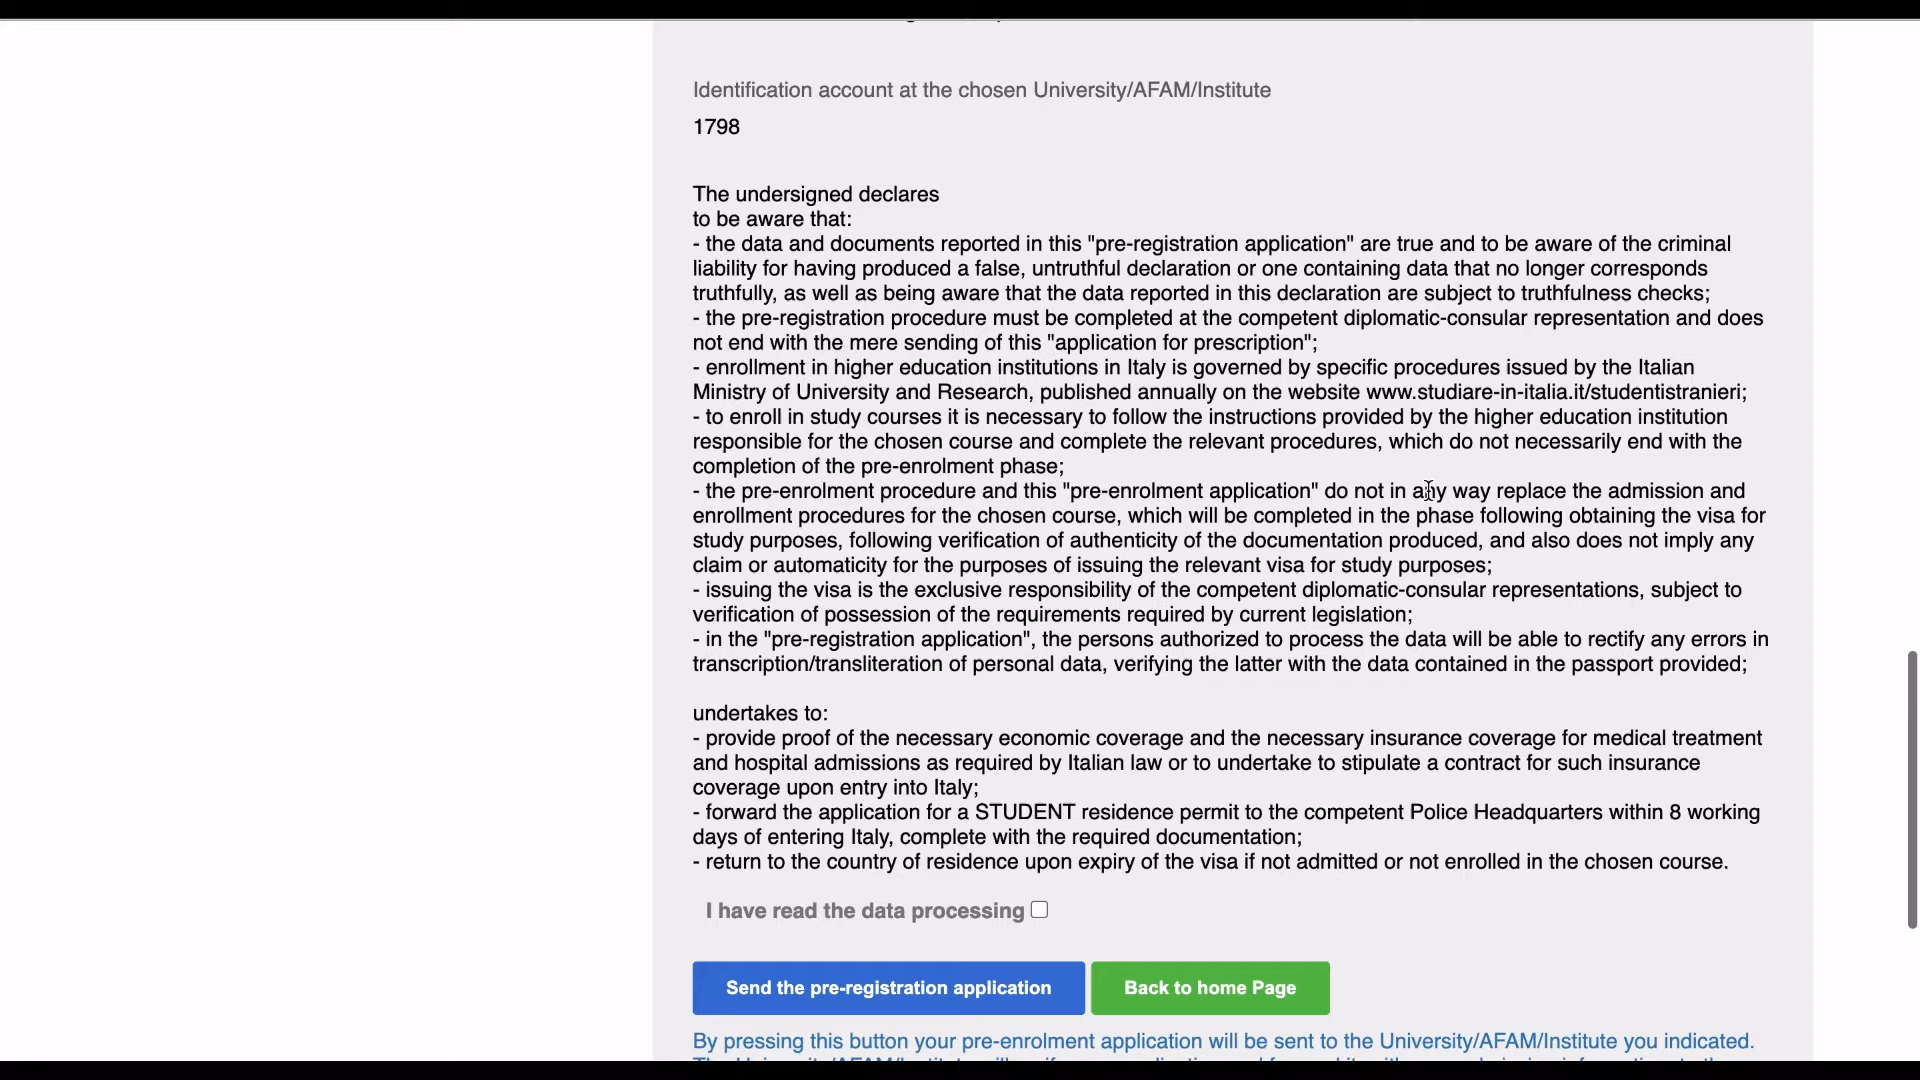 Identification account at the chosen University/AFAM/Institute
1798
The undersigned declares
to be aware that:
- the data and documents reported in this "pre-registration application" are true and to be aware of the criminal
liability for having produced a false, untruthful declaration or one containing data that no longer corresponds
truthfully, as well as being aware that the data reported in this declaration are subject to truthfulness checks;
- the pre-registration procedure must be completed at the competent diplomatic-consular representation and does
not end with the mere sending of this "application for prescription";
- enrollment in higher education institutions in Italy is governed by specific procedures issued by the Italian
Ministry of University and Research, published annually on the website www.studiare-in-italia.it/studentistranieri;
- to enroll in study courses it is necessary to follow the instructions provided by the higher education institution
responsible for the chosen course and complete the relevant procedures, which do not necessarily end with the
completion of the pre-enrolment phase;
- the pre-enrolment procedure and this "pre-enrolment application" do not in any way replace the admission and
enrollment procedures for the chosen course, which will be completed in the phase following obtaining the visa for
study purposes, following verification of authenticity of the documentation produced, and also does not imply any
claim or automaticity for the purposes of issuing the relevant visa for study purposes;
- issuing the visa is the exclusive responsibility of the competent diplomatic-consular representations, subject to
verification of possession of the requirements required by current legislation;
- in the "pre-registration application", the persons authorized to process the data will be able to rectify any errors in
transcription/transliteration of personal data, verifying the latter with the data contained in the passport provided;
undertakes to:
- provide proof of the necessary economic coverage and the necessary insurance coverage for medical treatment
and hospital admissions as required by Italian law or to undertake to stipulate a contract for such insurance
coverage upon entry into Italy;
- forward the application for a STUDENT residence permit to the competent Police Headquarters within 8 working
days of entering Italy, complete with the required documentation;
- return to the country of residence upon expiry of the visa if not admitted or not enrolled in the chosen course.
I have read the data processing
Send the pre-registration application
Back to home Page
By pressing this button your pre-enrolment application will be sent to the University/AFAM/Institute you indicated.